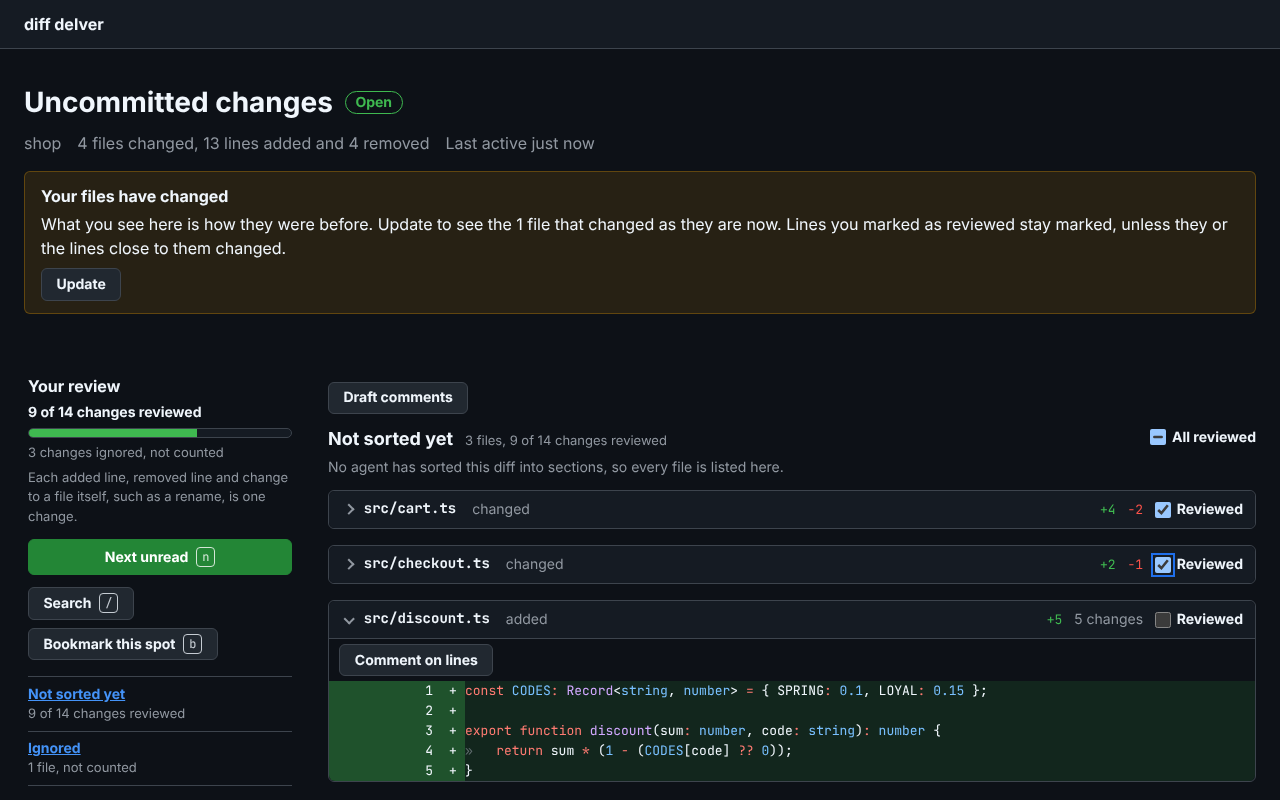 diff delver
Uncommitted changes Open
shop 4 files changed, 13 lines added and 4 removed Last active just now
Your files have changed
What you see here is how they were before. Update to see the 1 file that changed as they are now. Lines you marked as reviewed stay marked, unless they or
the lines close to them changed.
Update
Your review
9 of 14 changes reviewed
3 changes ignored, not counted
Each added line, removed line and change
to a file itself, such as a rename, is one
change.
Next unread n
Search /
Bookmark this spot b
Not sorted yet
9 of 14 changes reviewed
Ignored
1 file, not counted
Draft comments
Not sorted yet 3 files, 9 of 14 changes reviewed All reviewed
No agent has sorted this diff into sections, so every file is listed here.
src/cart.ts changed +4 -2 Reviewed
src/checkout.ts changed +2 -1 Reviewed
src/discount.ts added +5 5 changes Reviewed
Comment on lines
1 + const CODES: Record<string, number> = { SPRING: 0.1, LOYAL: 0.15 };
2 +
3 + export function discount(sum: number, code: string): number {
4 + » return sum * (1 - (CODES[code] ?? 0));
5 + }